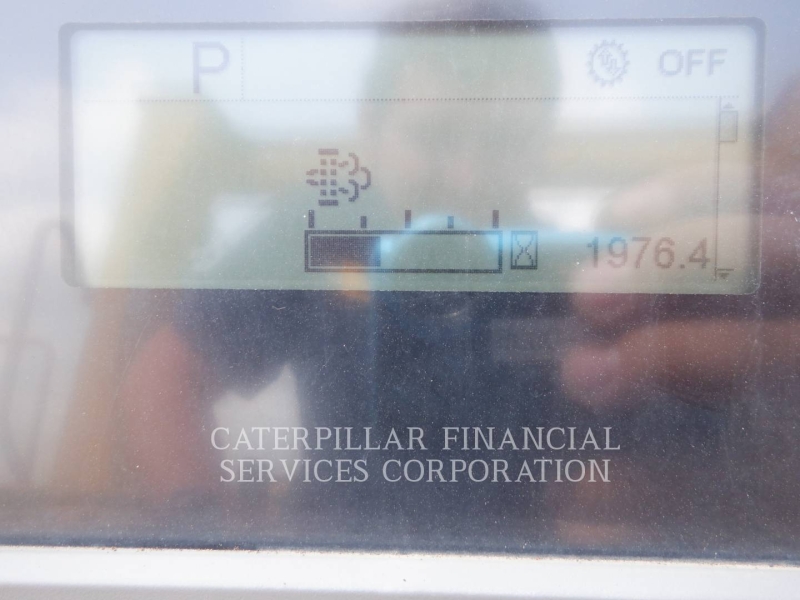 P OFF
1976.4
CATERPILLAR FINANCIAL
SERVICES CORPORATION